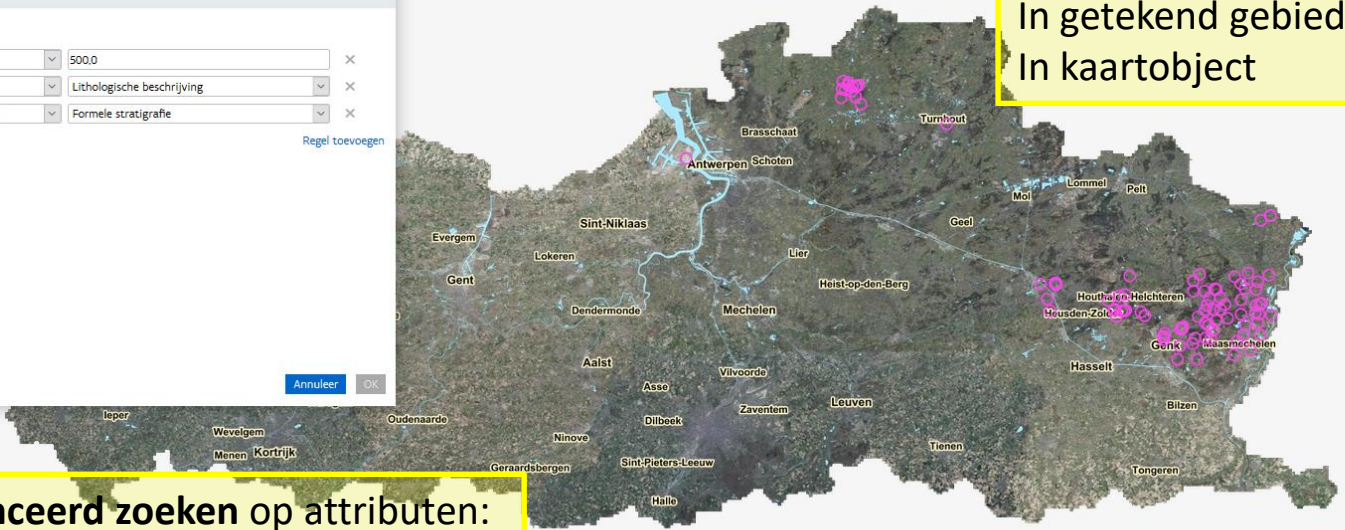 In getekend gebied
In kaartobject
500,0
Lithologische beschrijving
Formele stratigrafie
Regel toevoegen
Annuleer OK
Turnhout
Brasschaat
Antwerpen Schoten
Lommel Pelt
Mol
Geel
Sint-Niklaas
Evergem
Lokeren
Lier
Gent
Heist-op-den-Berg
Houthalen-Helchteren
Dendermonde
Mechelen
Heusden-Zolder
Genk Maasmechelen
Aalst
Hasselt
Vilvoorde
Asse
Leuven
Bilzen
Zaventem
Ieper
Oudenaarde
Dilbeek
Wevelgem
Ninove
Tienen
Menen Kortrijk
Sint-Pieters-Leeuw
Geraardsbergen
Tongeren
Halle
nceerd zoeken op attributen: